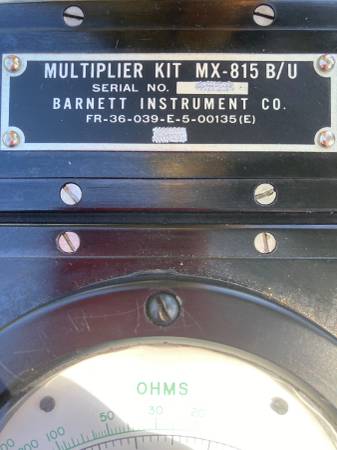 MULTIPLIER KIT MX-815 B/U
SERIAL NO.
BARNETT INSTRUMENT CO.
FR-36-039-E-5-00135(E)
OHMS
200 100 50 30 20